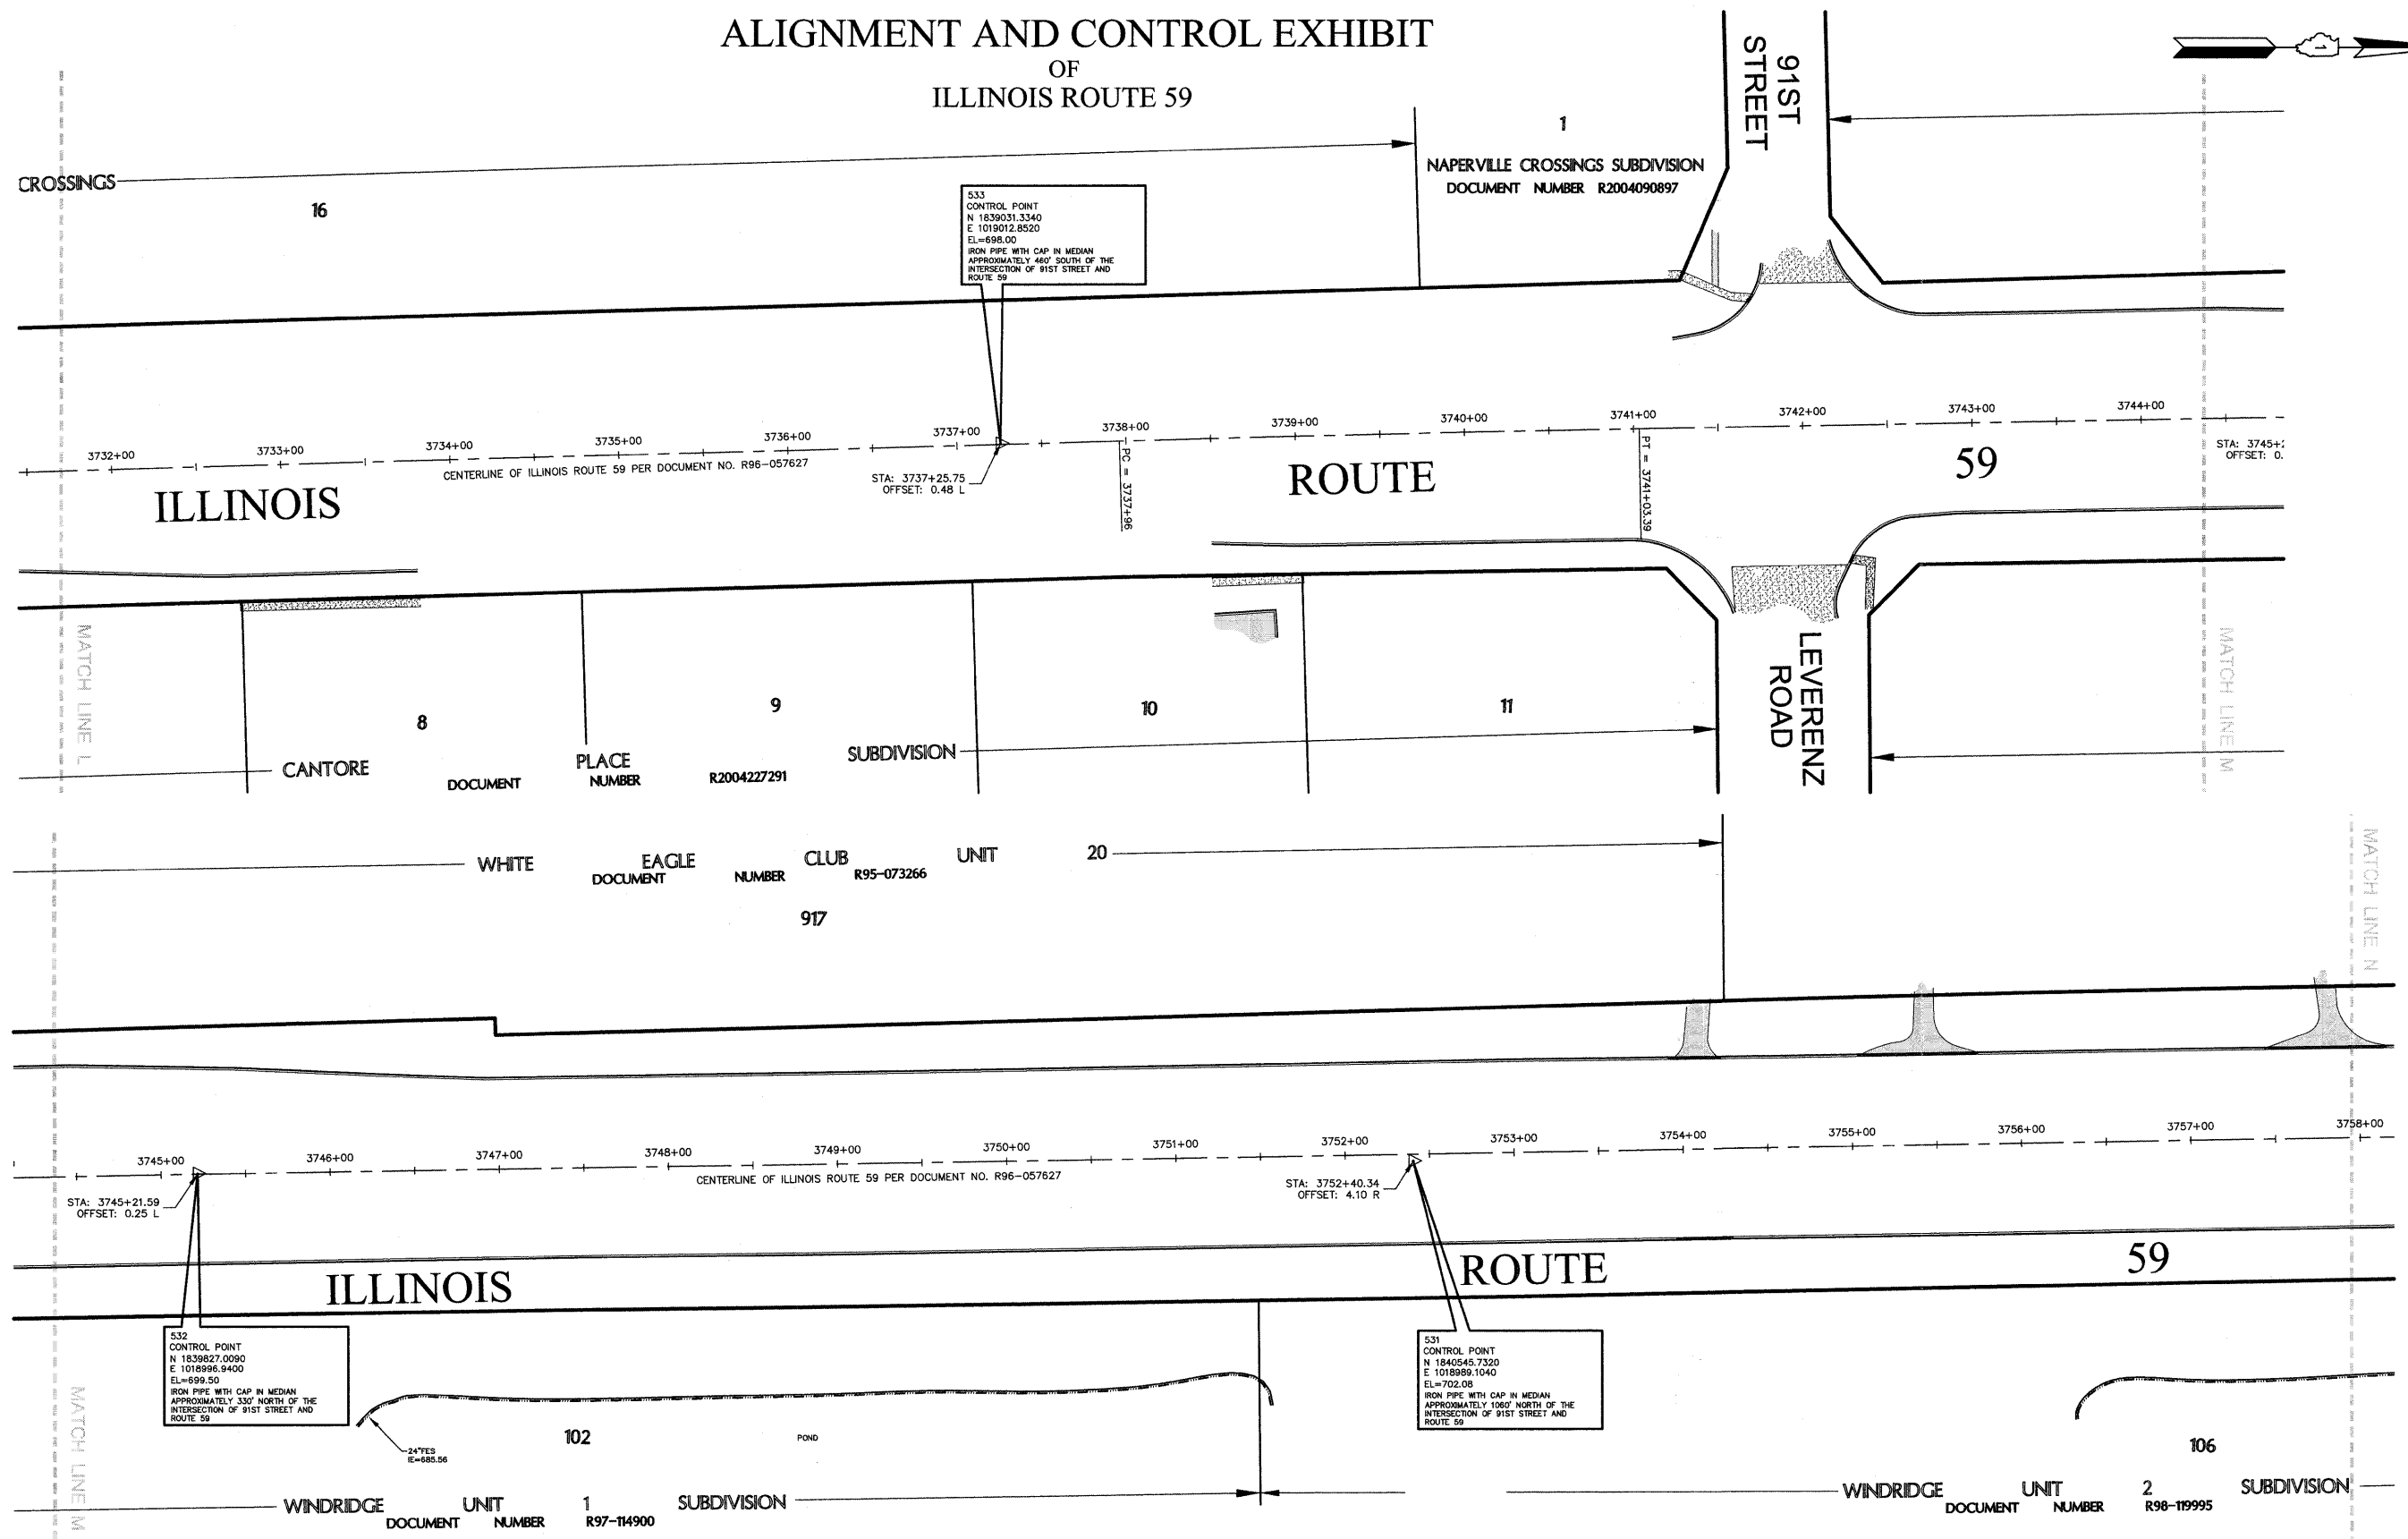 ALIGNMENT AND CONTROL EXHIBIT
OF
ILLINOIS ROUTE 59
91ST
STREET
CROSSINGS
16
1
NAPERVILLE CROSSINGS SUBDIVISION
DOCUMENT NUMBER R2004090897
533
CONTROL POINT
N 1839031.3340
E 1019012.8520
EL=698.00
IRON PIPE WITH CAP IN MEDIAN
APPROXIMATELY 460' SOUTH OF THE
INTERSECTION OF 91ST STREET AND
ROUTE 59
3732+00
3733+00
3734+00
3735+00
3736+00
3737+00
3738+00
3739+00
3740+00
3741+00
3742+00
3743+00
3744+00
CENTERLINE OF ILLINOIS ROUTE 59 PER DOCUMENT NO. R96-057627
STA: 3737+25.75
OFFSET: 0.48 L
PC = 3737+96
PT = 3741+03.39
STA: 3745+2
OFFSET: 0.
ILLINOIS
ROUTE
59
MATCH LINE L
8
9
10
11
CANTORE PLACE SUBDIVISION
DOCUMENT NUMBER R2004227291
LEVERENZ
ROAD
MATCH LINE M
WHITE EAGLE CLUB UNIT 20
DOCUMENT NUMBER R95-073266
917
MATCH LINE N
3745+00
3746+00
3747+00
3748+00
3749+00
3750+00
3751+00
3752+00
3753+00
3754+00
3755+00
3756+00
3757+00
3758+00
CENTERLINE OF ILLINOIS ROUTE 59 PER DOCUMENT NO. R96-057627
STA: 3745+21.59
OFFSET: 0.25 L
STA: 3752+40.34
OFFSET: 4.10 R
ILLINOIS
ROUTE
59
532
CONTROL POINT
N 1839827.0090
E 1018996.9400
EL=699.50
IRON PIPE WITH CAP IN MEDIAN
APPROXIMATELY 330' NORTH OF THE
INTERSECTION OF 91ST STREET AND
ROUTE 59
531
CONTROL POINT
N 1840545.7320
E 1018989.1040
EL=702.08
IRON PIPE WITH CAP IN MEDIAN
APPROXIMATELY 1060' NORTH OF THE
INTERSECTION OF 91ST STREET AND
ROUTE 59
MATCH LINE M
24"FES
IE=685.56
102
POND
106
WINDRIDGE UNIT 1 SUBDIVISION
DOCUMENT NUMBER R97-114900
WINDRIDGE UNIT 2 SUBDIVISION
DOCUMENT NUMBER R98-119995